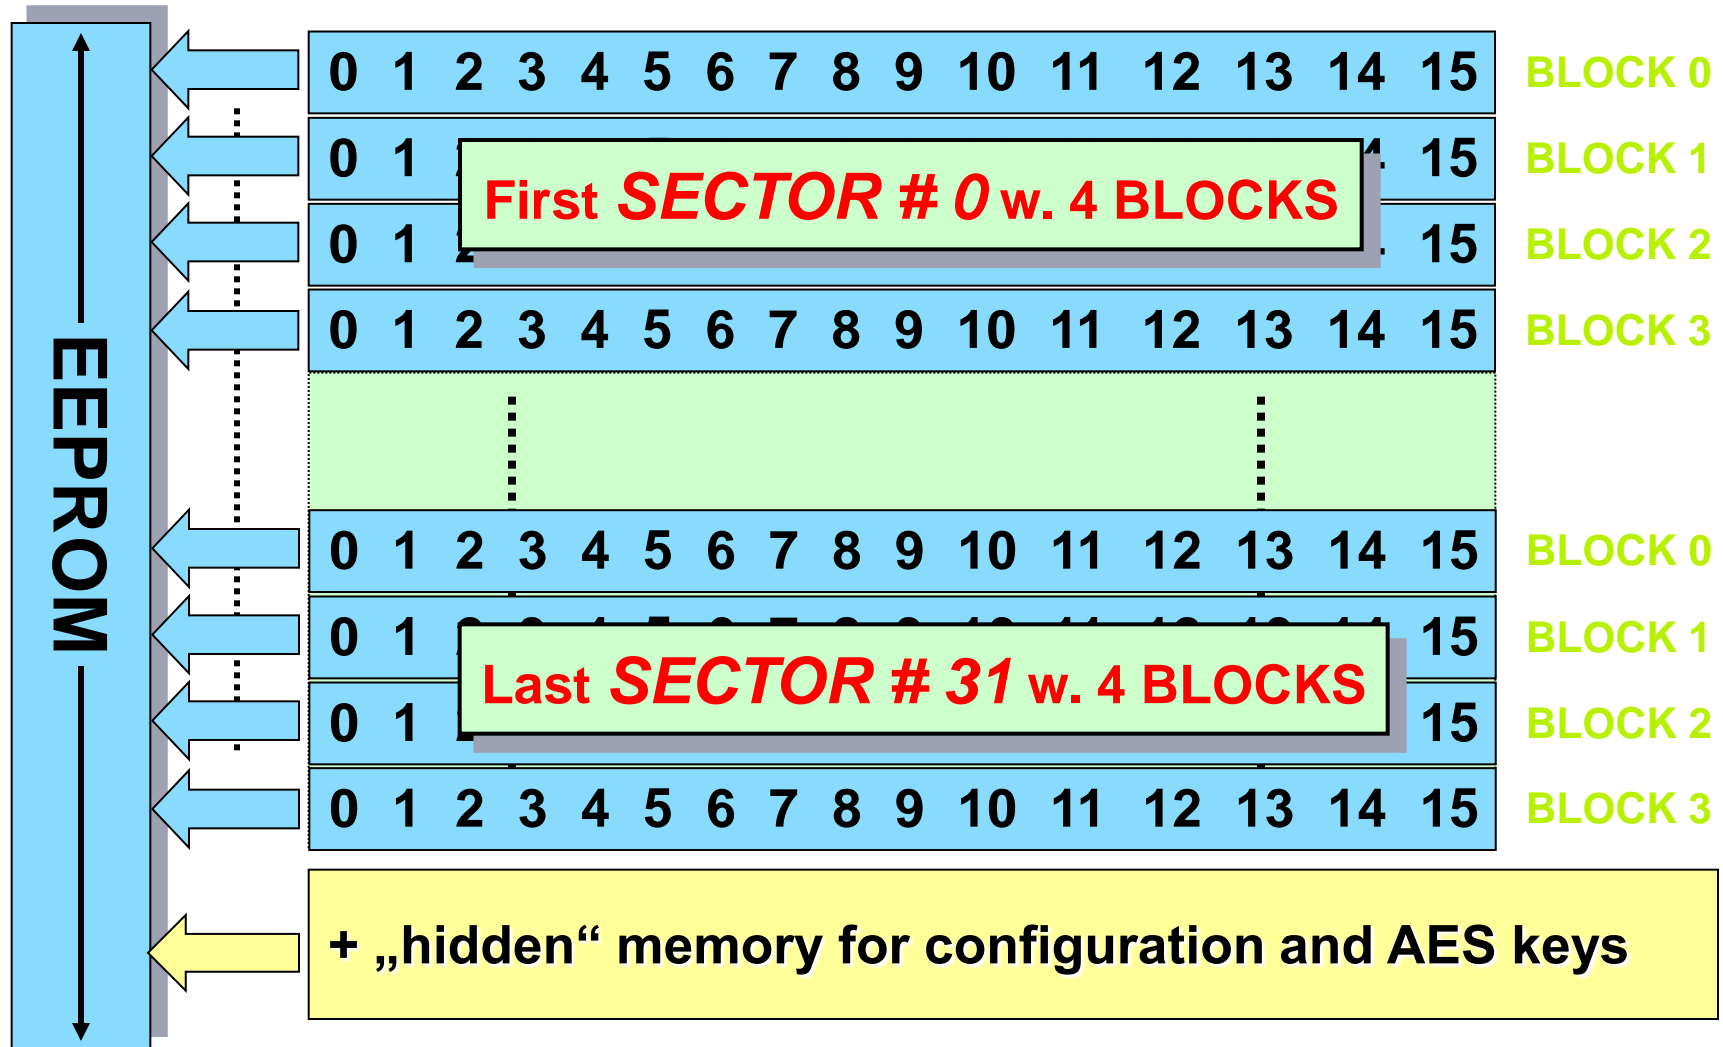 EEPROM
0 1 2 3 4 5 6 7 8 9 10 11 12 13 14 15 BLOCK 0
0 1 15 BLOCK 1
First SECTOR # 0 w. 4 BLOCKS
0 1 15 BLOCK 2
0 1 2 3 4 5 6 7 8 9 10 11 12 13 14 15 BLOCK 3
0 1 2 3 4 5 6 7 8 9 10 11 12 13 14 15 BLOCK 0
0 1 15 BLOCK 1
Last SECTOR # 31 w. 4 BLOCKS
0 1 15 BLOCK 2
0 1 2 3 4 5 6 7 8 9 10 11 12 13 14 15 BLOCK 3
+ „hidden“ memory for configuration and AES keys